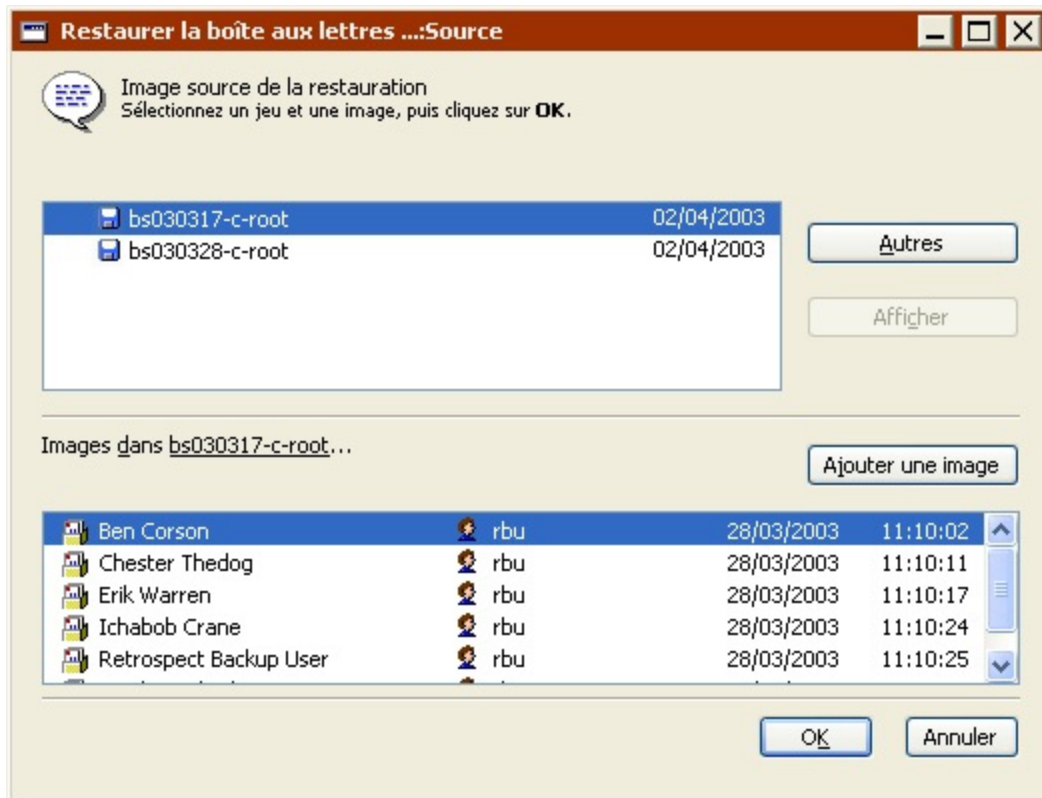 Restaurer la boîte aux lettres ...:Source
Image source de la restauration
Sélectionnez un jeu et une image, puis cliquez sur OK.
bs030317-c-root 02/04/2003
bs030328-c-root 02/04/2003
Autres
Afficher
Images dans bs030317-c-root...
Ajouter une image
Ben Corson rbu 28/03/2003 11:10:02
Chester Thedog rbu 28/03/2003 11:10:11
Erik Warren rbu 28/03/2003 11:10:17
Ichabob Crane rbu 28/03/2003 11:10:24
Retrospect Backup User rbu 28/03/2003 11:10:25
OK
Annuler